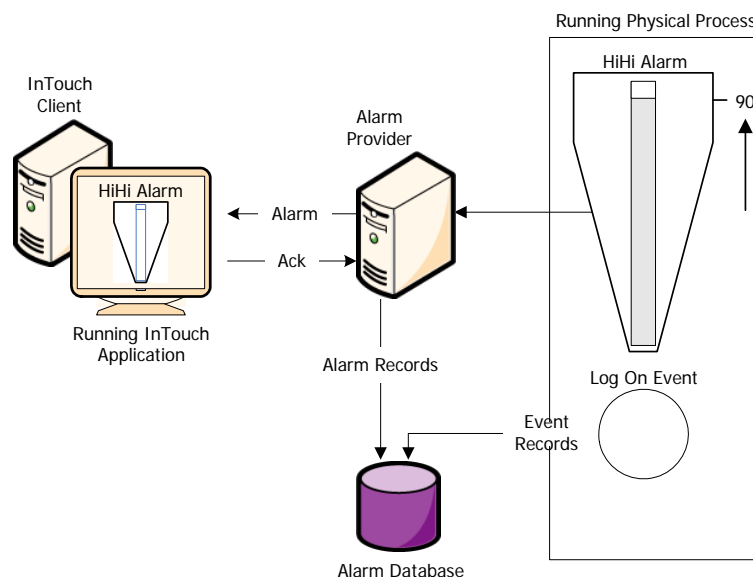 Running Physical Process
HiHi Alarm
90
InTouch
Client
Alarm
Provider
HiHi Alarm
Alarm
Ack
Running InTouch
Application
Alarm Records
Log On Event
Event
Records
Alarm Database